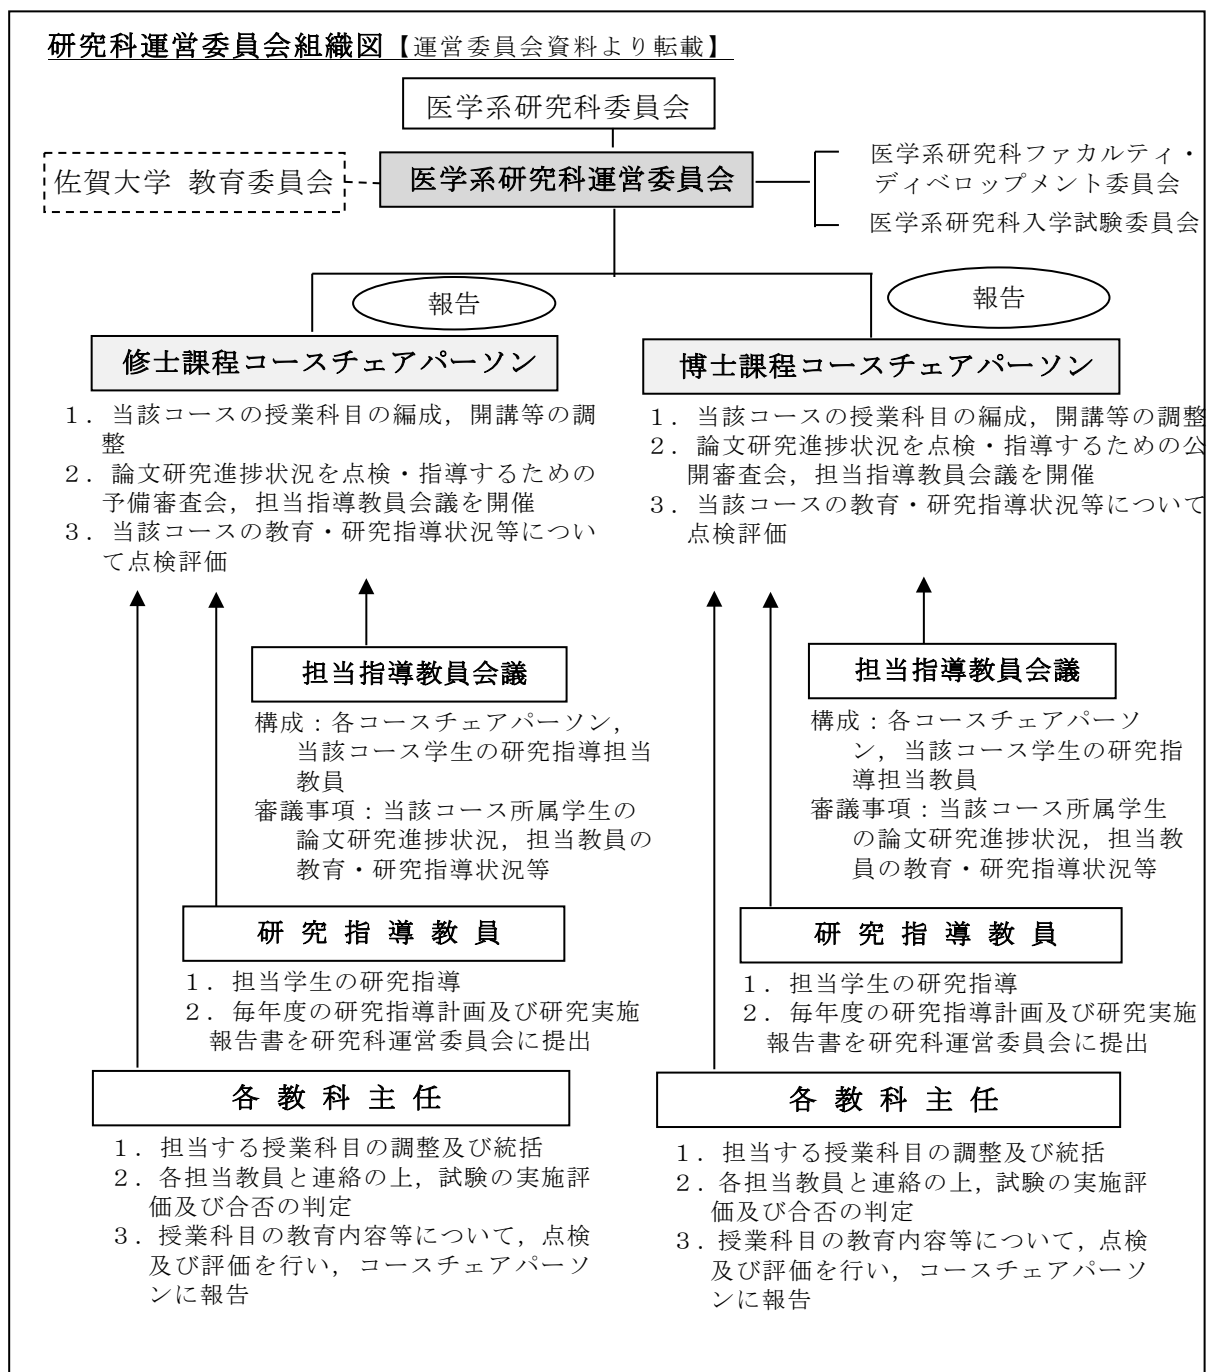 研究科運営委員会組織図【運営委員会資料より転載】
医学系研究科委員会
佐賀大学 教育委員会
医学系研究科運営委員会
医学系研究科ファカルティ・
ディベロップメント委員会
医学系研究科入学試験委員会
報告
報告
修士課程コースチェアパーソン
1．当該コースの授業科目の編成，開講等の調
整
2．論文研究進捗状況を点検・指導するための
予備審査会，担当指導教員会議を開催
3．当該コースの教育・研究指導状況等につい
て点検評価
博士課程コースチェアパーソン
1．当該コースの授業科目の編成，開講等の調整
2．論文研究進捗状況を点検・指導するための公
開審査会，担当指導教員会議を開催
3．当該コースの教育・研究指導状況等について
点検評価
担当指導教員会議
構成：各コースチェアパーソン，
当該コース学生の研究指導担当
教員
審議事項：当該コース所属学生の
論文研究進捗状況，担当教員の
教育・研究指導状況等
担当指導教員会議
構成：各コースチェアパーソ
ン，当該コース学生の研究指
導担当教員
審議事項：当該コース所属学生
の論文研究進捗状況，担当教
員の教育・研究指導状況等
研究指導教員
1．担当学生の研究指導
2．毎年度の研究指導計画及び研究実施
報告書を研究科運営委員会に提出
研究指導教員
1．担当学生の研究指導
2．毎年度の研究指導計画及び研究実施
報告書を研究科運営委員会に提出
各教科主任
1．担当する授業科目の調整及び統括
2．各担当教員と連絡の上，試験の実施評
価及び合否の判定
3．授業科目の教育内容等について，点検
及び評価を行い，コースチェアパーソ
ンに報告
各教科主任
1．担当する授業科目の調整及び統括
2．各担当教員と連絡の上，試験の実施評
価及び合否の判定
3．授業科目の教育内容等について，点検
及び評価を行い，コースチェアパーソ
ンに報告